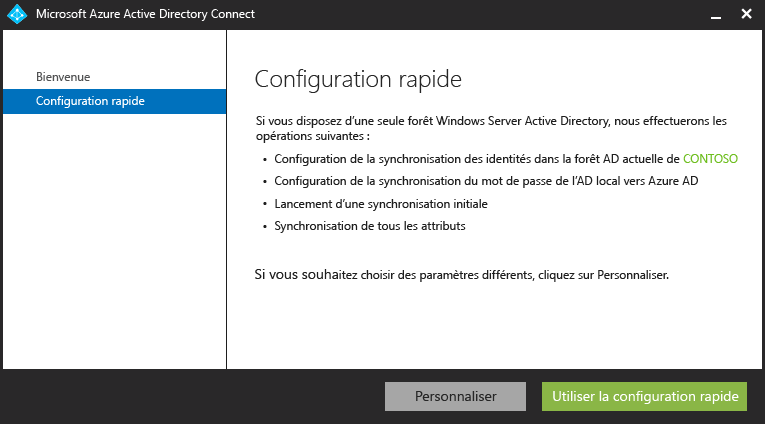 Microsoft Azure Active Directory Connect
Bienvenue
Configuration rapide
Configuration rapide
Si vous disposez d'une seule forêt Windows Server Active Directory, nous effectuerons les
opérations suivantes :
• Configuration de la synchronisation des identités dans la forêt AD actuelle de CONTOSO
• Configuration de la synchronisation du mot de passe de l'AD local vers Azure AD
• Lancement d'une synchronisation initiale
• Synchronisation de tous les attributs
Si vous souhaitez choisir des paramètres différents, cliquez sur Personnaliser.
Personnaliser
Utiliser la configuration rapide